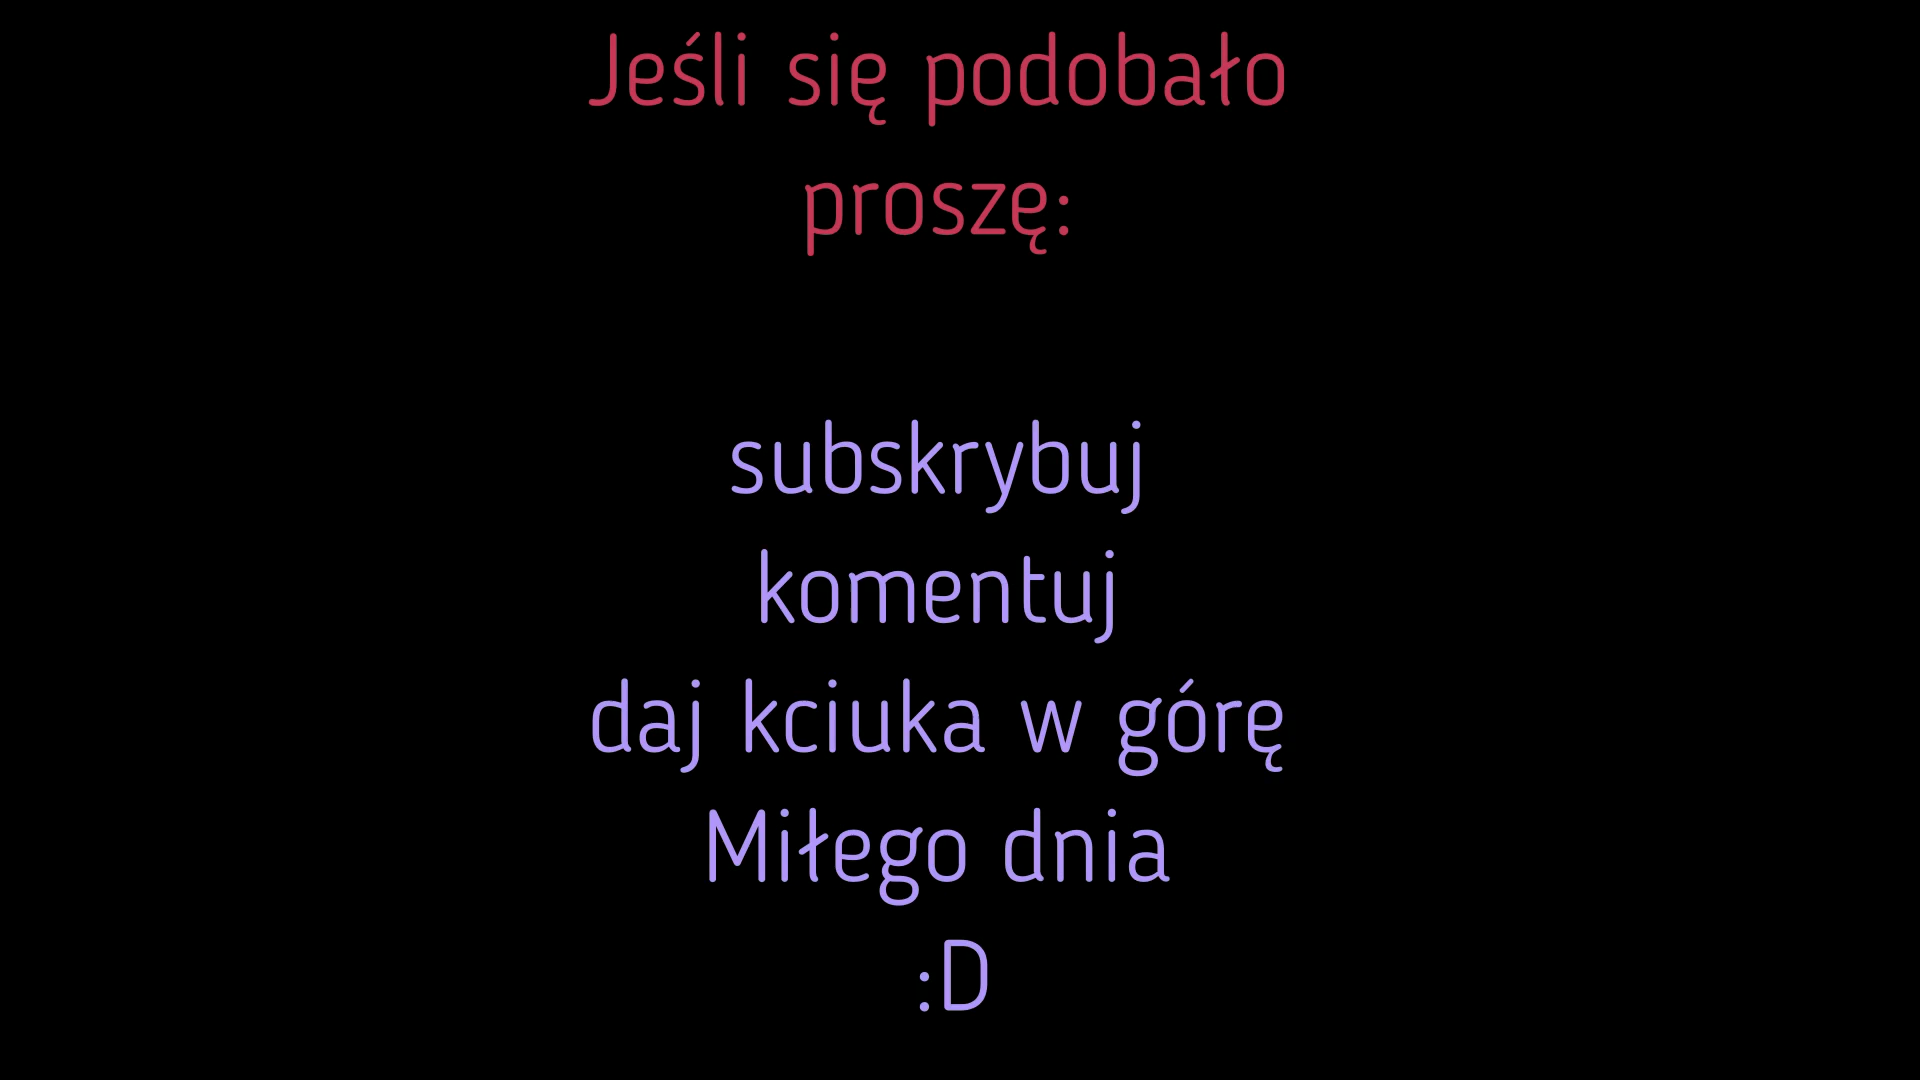 Jeśli się podobało
proszę:
subskrybuj
komentuj
daj kciuka w górę
Miłego dnia
:D